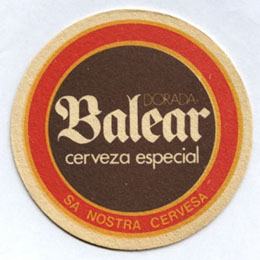 DORADA
Balear
cerveza especial
SA NOSTRA CERVESA